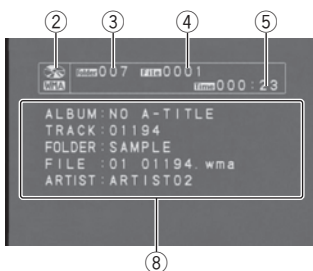 ② ③ ④ ⑤
WMA Folder 007 File 0001
Time 000:23
ALBUM:NO A-TITLE
TRACK:01194
FOLDER:SAMPLE
FILE :01 01194.wma
ARTIST:ARTIST02
⑧